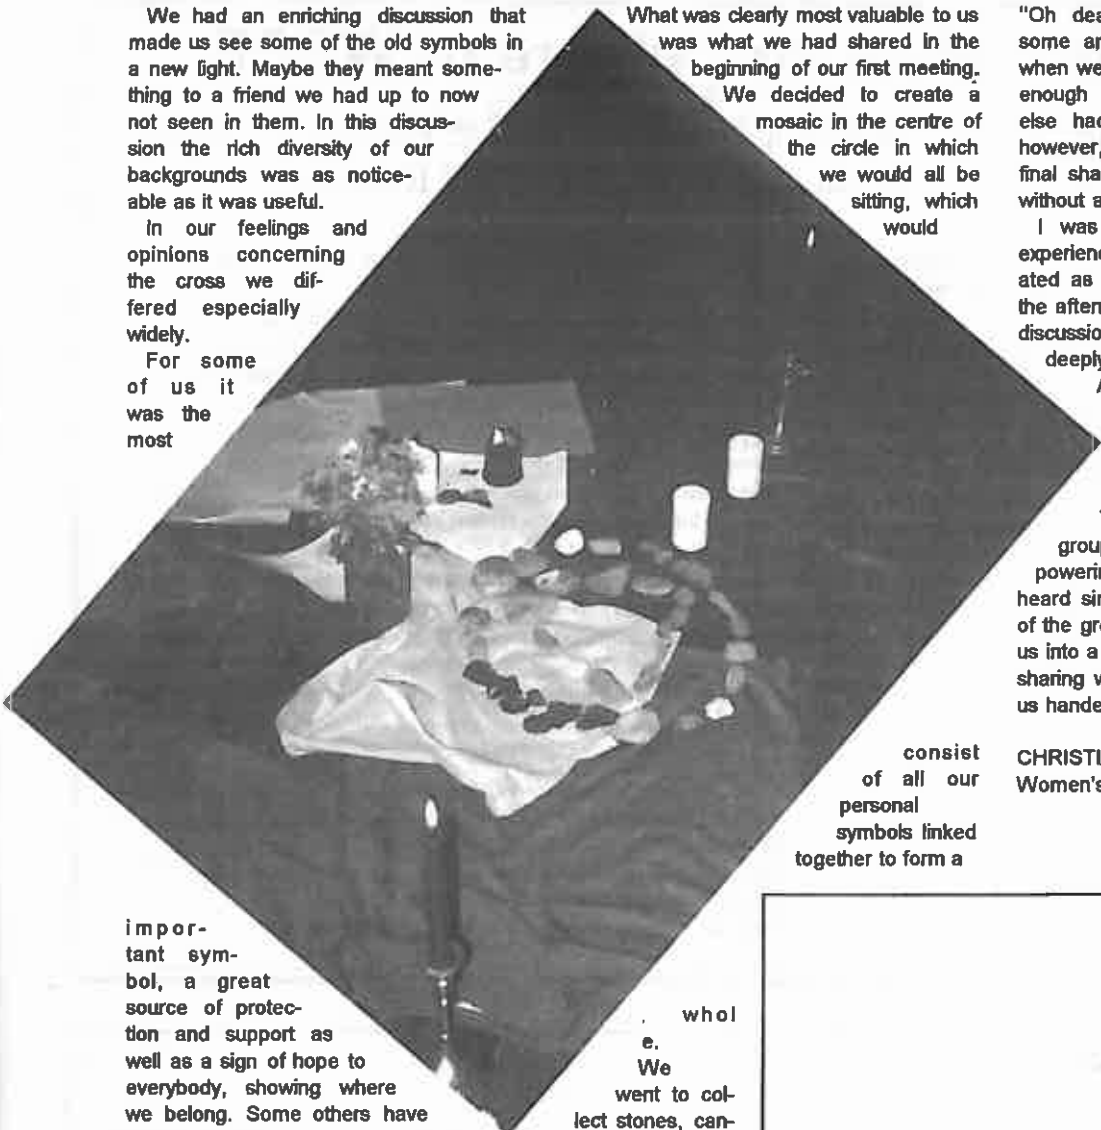 We had an enriching discussion that
made us see some of the old symbols in
a new light. Maybe they meant some-
thing to a friend we had up to now
not seen in them. In this discus-
sion the rich diversity of our
backgrounds was as notice-
able as it was useful.
In our feelings and
opinions concerning
the cross we dif-
fered especially
widely.
For some
of us it
was the
most
impor-
tant sym-
bol, a great
source of protec-
tion and support as
well as a sign of hope to
everybody, showing where
we belong. Some others have
What was clearly most valuable to us
was what we had shared in the
beginning of our first meeting.
We decided to create a
mosaic in the centre of
the circle in which
we would all be
sitting, which
would
consist
of all our
personal
symbols linked
together to form a
whol
e.
We
went to col-
lect stones, can-
"Oh dea
some ar
when we
enough
else had
however,
final sha
without a
I was
experienc
ated as
the aftern
discussio
deeply
A
group
powerin
heard sin
of the gre
us into a
sharing
us hande
CHRISTI
Women's